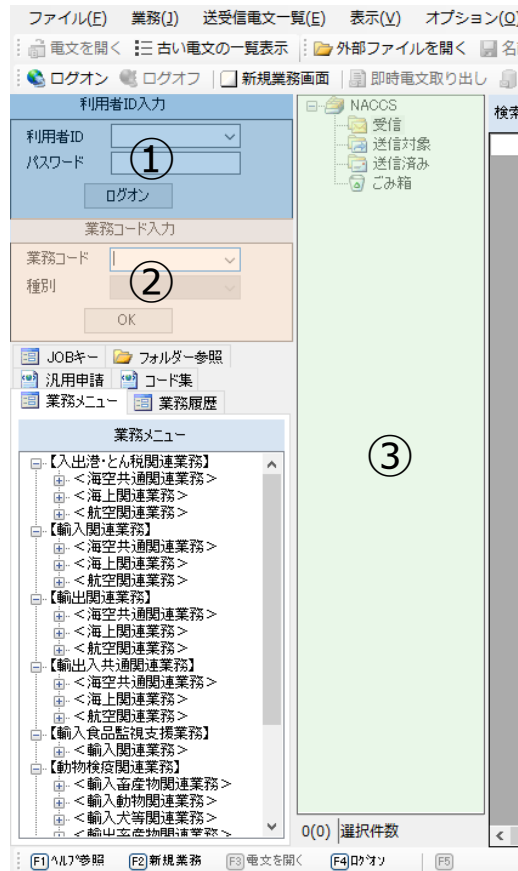 ファイル(F) 業務(J) 送受信電文一覧(E) 表示(V) オプション(O)
電文を開く 古い電文の一覧表示 外部ファイルを開く 名
ログオン ログオフ 新規業務画面 即時電文取り出し
利用者ID入力
利用者ID
パスワード
①
ログオン
業務コード入力
業務コード
種別
②
OK
JOBキー フォルダー参照
汎用申請 コード集
業務メニュー 業務履歴
業務メニュー
【入出港・とん税関連業務】
<海空共通関連業務>
<海上関連業務>
<航空関連業務>
【輸入関連業務】
<海空共通関連業務>
<海上関連業務>
<航空関連業務>
【輸出関連業務】
<海空共通関連業務>
<海上関連業務>
<航空関連業務>
【輸出入共通関連業務】
<海空共通関連業務>
<海上関連業務>
<航空関連業務>
【輸入食品監視支援業務】
<輸入関連業務>
【動物検疫関連業務】
<輸入畜産物関連業務>
<輸入動物関連業務>
<輸入犬等関連業務>
<輸出畜産物関連業務>
NACCS
受信
送信対象
送信済み
ごみ箱
③
0(0) 選択件数
検索
F1 ヘルプ参照 F2 新規業務 F3 電文を開く F4 ログオン F5